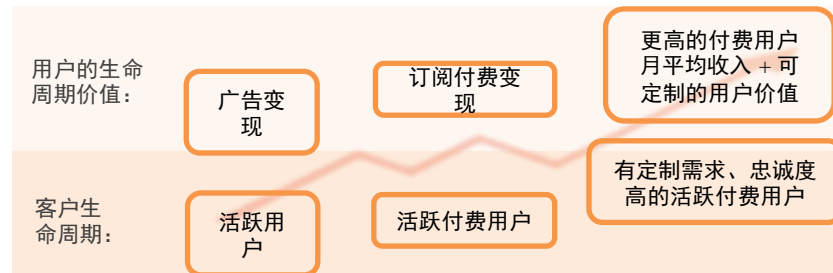 用户的生命
周期价值：
广告变
现
订阅付费变
现
更高的付费用户
月平均收入 + 可
定制的用户价值
客户生
命周期：
活跃用
户
活跃付费用户
有定制需求、忠诚度
高的活跃付费用户